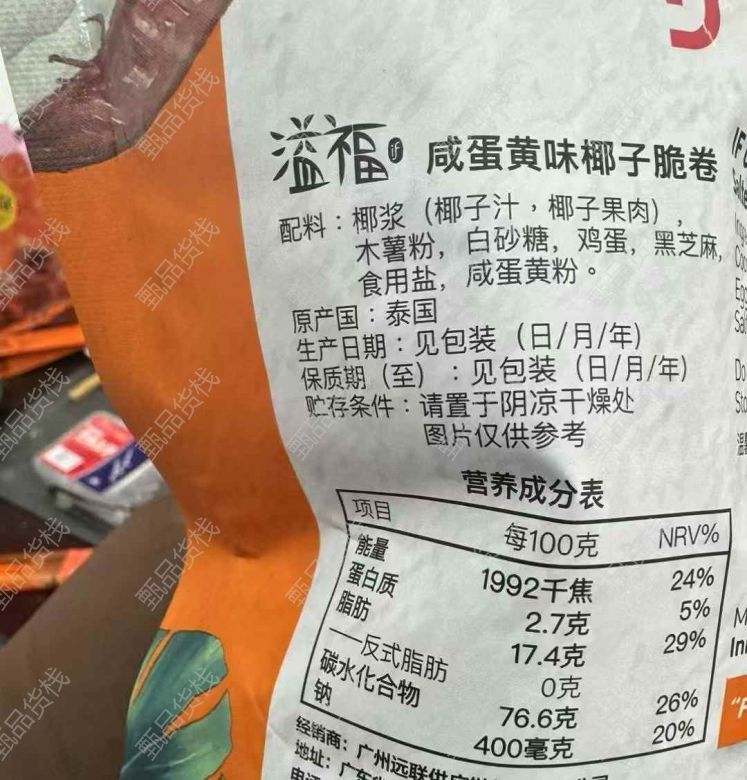 溢福 if 咸蛋黄味椰子脆卷
配料：椰浆（椰子汁，椰子果肉），
木薯粉，白砂糖，鸡蛋，黑芝麻，
食用盐，咸蛋黄粉。
原产国：泰国
生产日期：见包装（日/月/年）
保质期（至）：见包装（日/月/年）
贮存条件：请置于阴凉干燥处
图片仅供参考
营养成分表
项目 每100克 NRV%
能量 1992千焦 24%
蛋白质 2.7克 5%
脂肪 17.4克 29%
——反式脂肪 0克
碳水化合物 76.6克 26%
钠 400毫克 20%
经销商：广州远联供应
地址：广东
甄品货栈